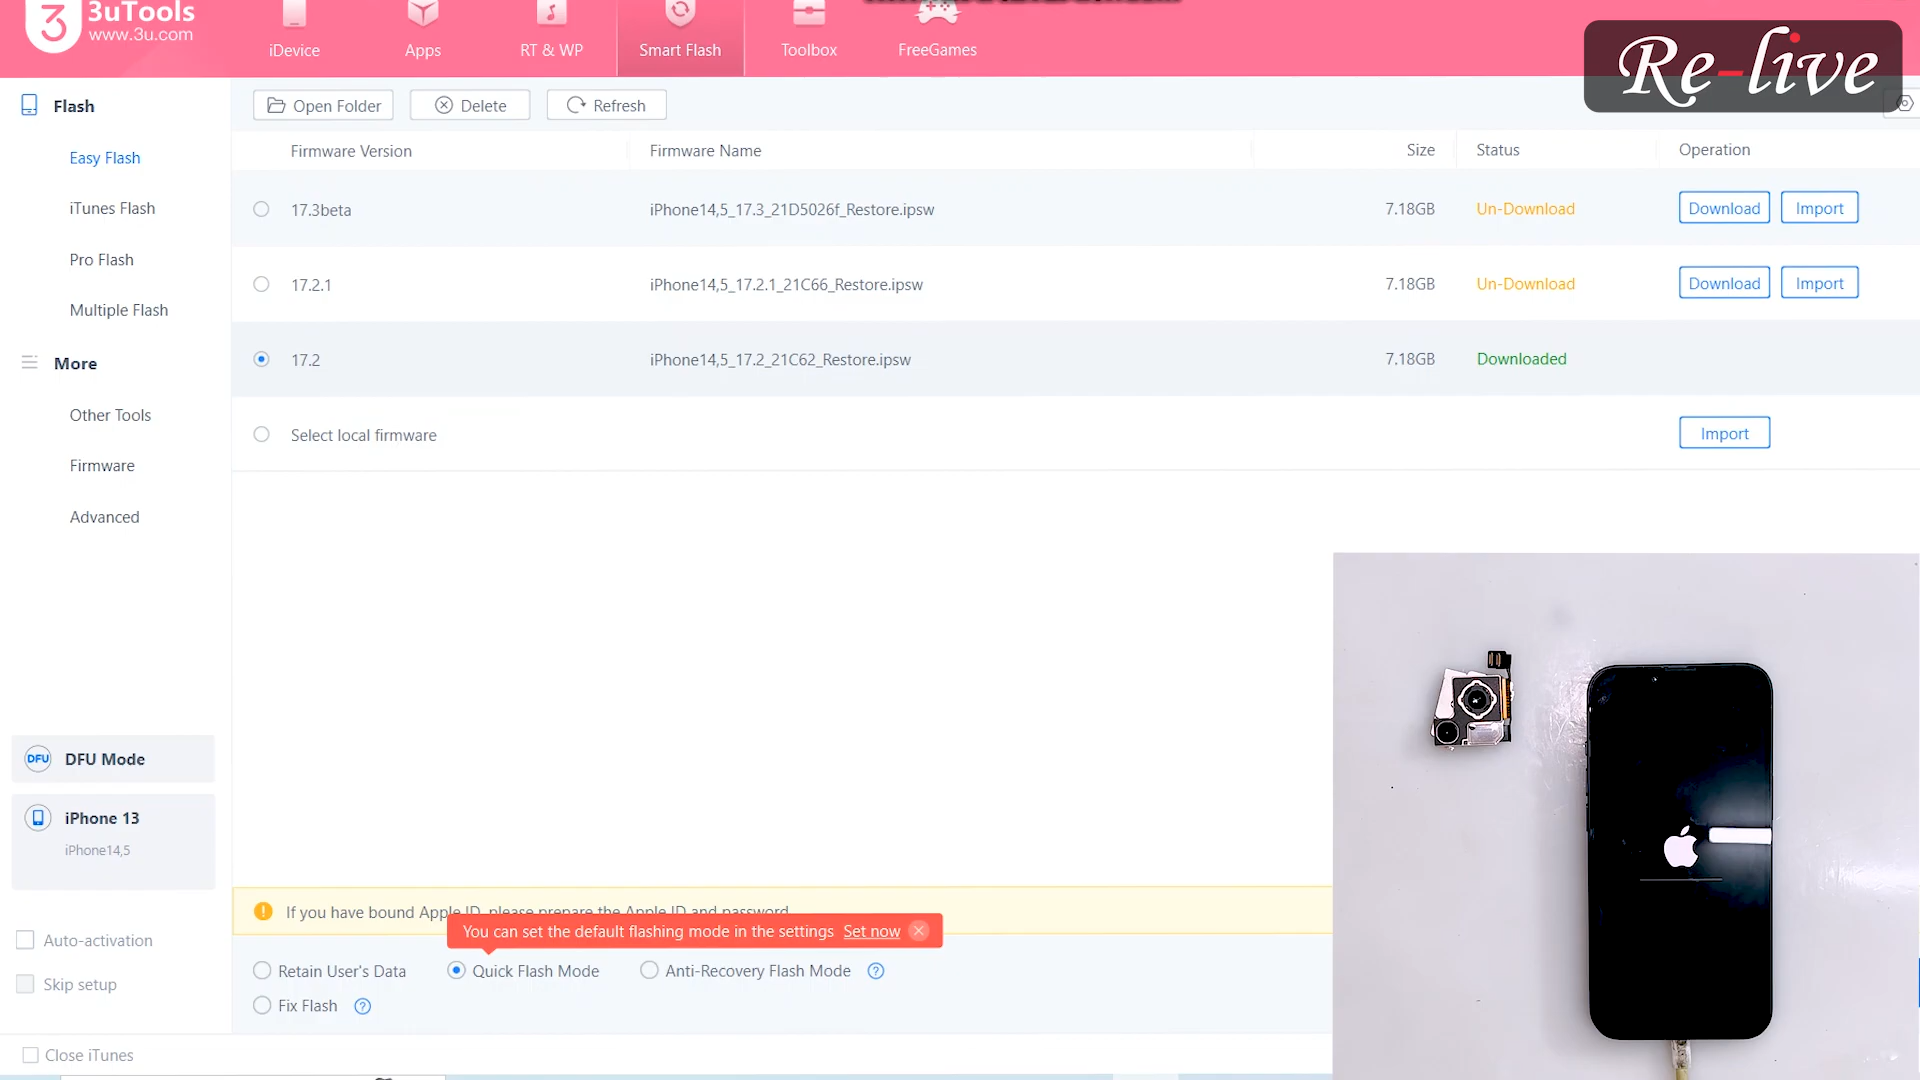 3uTools
www.3u.com
iDevice
Apps
RT & WP
Smart Flash
Toolbox
FreeGames
Re-live
Flash
Easy Flash
iTunes Flash
Pro Flash
Multiple Flash
More
Other Tools
Firmware
Advanced
Open Folder
Delete
Refresh
Firmware Version Firmware Name Size Status Operation
17.3beta iPhone14,5_17.3_21D5026f_Restore.ipsw 7.18GB Un-Download Download Import
17.2.1 iPhone14,5_17.2.1_21C66_Restore.ipsw 7.18GB Un-Download Download Import
17.2 iPhone14,5_17.2_21C62_Restore.ipsw 7.18GB Downloaded
Select local firmware Import
DFU DFU Mode
iPhone 13
iPhone14,5
Auto-activation
Skip setup
Close iTunes
If you have bound Apple ID, please prepare the Apple ID and password
You can set the default flashing mode in the settings Set now
Retain User's Data Quick Flash Mode Anti-Recovery Flash Mode ?
Fix Flash ?